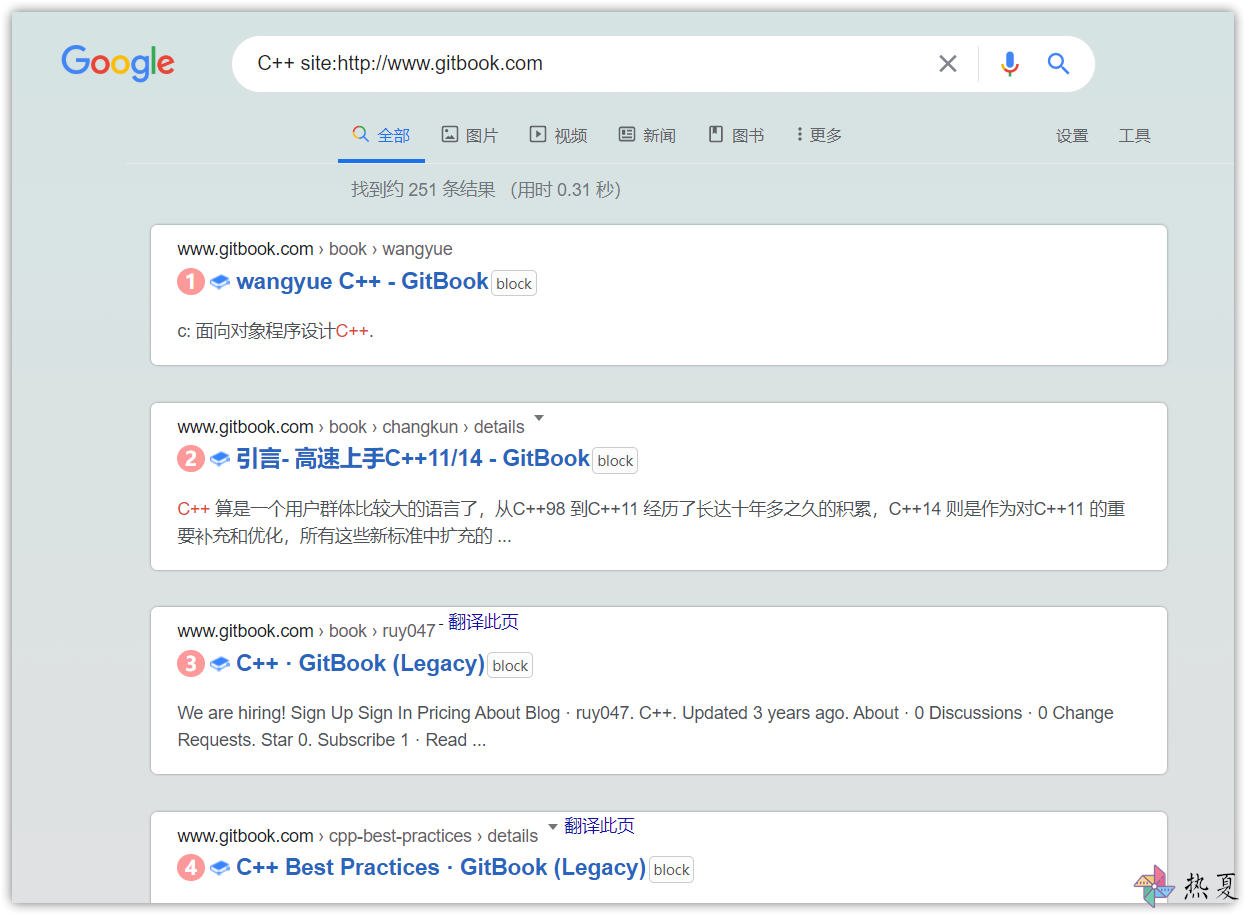 Google
C++ site:http://www.gitbook.com
全部 图片 视频 新闻 图书 更多 设置 工具
找到约 251 条结果 （用时 0.31 秒）
www.gitbook.com › book › wangyue
1 wangyue C++ - GitBook block
c: 面向对象程序设计C++.
www.gitbook.com › book › changkun › details
2 引言- 高速上手C++11/14 - GitBook block
C++ 算是一个用户群体比较大的语言了，从C++98 到C++11 经历了长达十年多之久的积累，C++14 则是作为对C++11 的重
要补充和优化，所有这些新标准中扩充的 ...
www.gitbook.com › book › ruy047 - 翻译此页
3 C++ · GitBook (Legacy) block
We are hiring! Sign Up Sign In Pricing About Blog · ruy047. C++. Updated 3 years ago. About · 0 Discussions · 0 Change
Requests. Star 0. Subscribe 1 · Read ...
www.gitbook.com › cpp-best-practices › details 翻译此页
4 C++ Best Practices · GitBook (Legacy) block
热夏